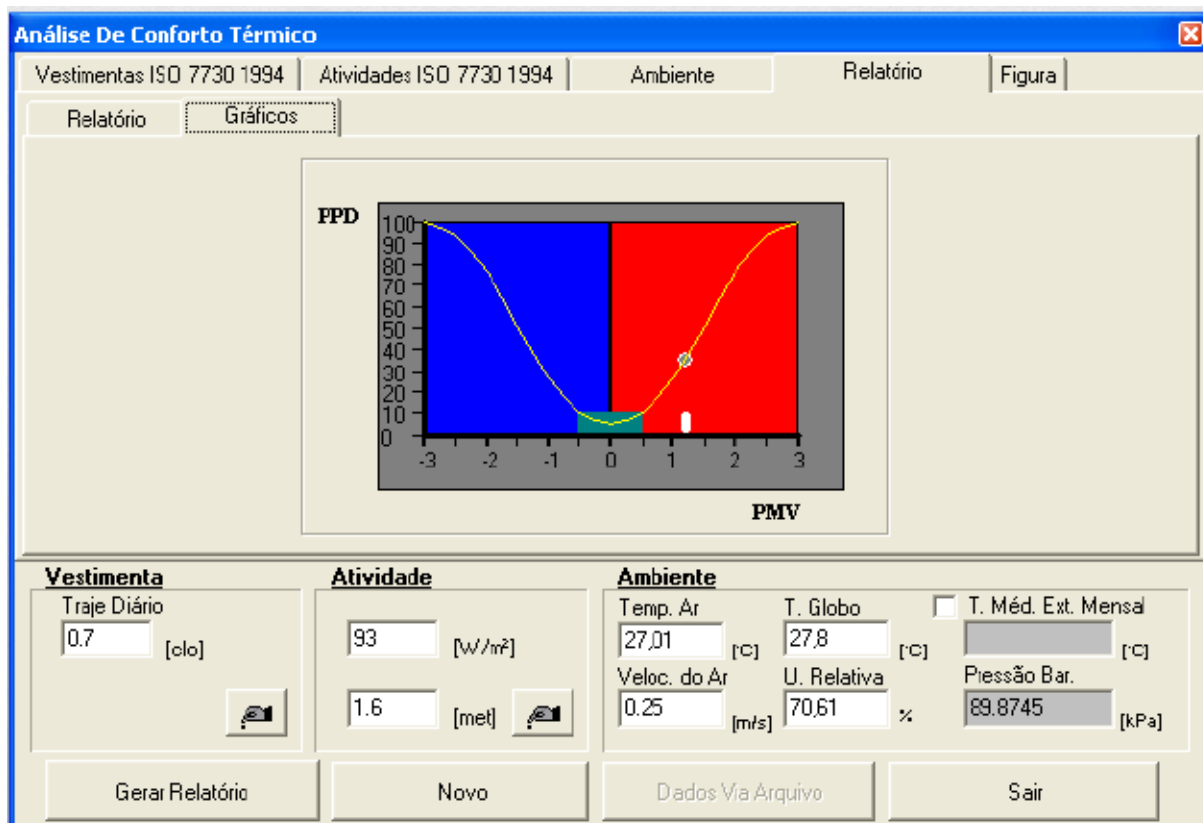 Análise De Conforto Térmico
Vestimentas ISO 7730 1994 Atividades ISO 7730 1994 Ambiente Relatório Figura
Relatório Gráficos
PPD
100
90
80
70
60
50
40
30
20
10
0
-3 -2 -1 0 1 2 3
PMV
Vestimenta Atividade Ambiente
Traje Diário Temp. Ar T. Globo T. Méd. Ext. Mensal
0.7 [clo] 93 [W/m²] 27,01 [°C] 27,8 [°C] [°C]
Veloc. do Ar U. Relativa Pressão Bar.
1.6 [met] 0.25 [m/s] 70,61 % 89.8745 [kPa]
Gerar Relatório Novo Dados Via Arquivo Sair